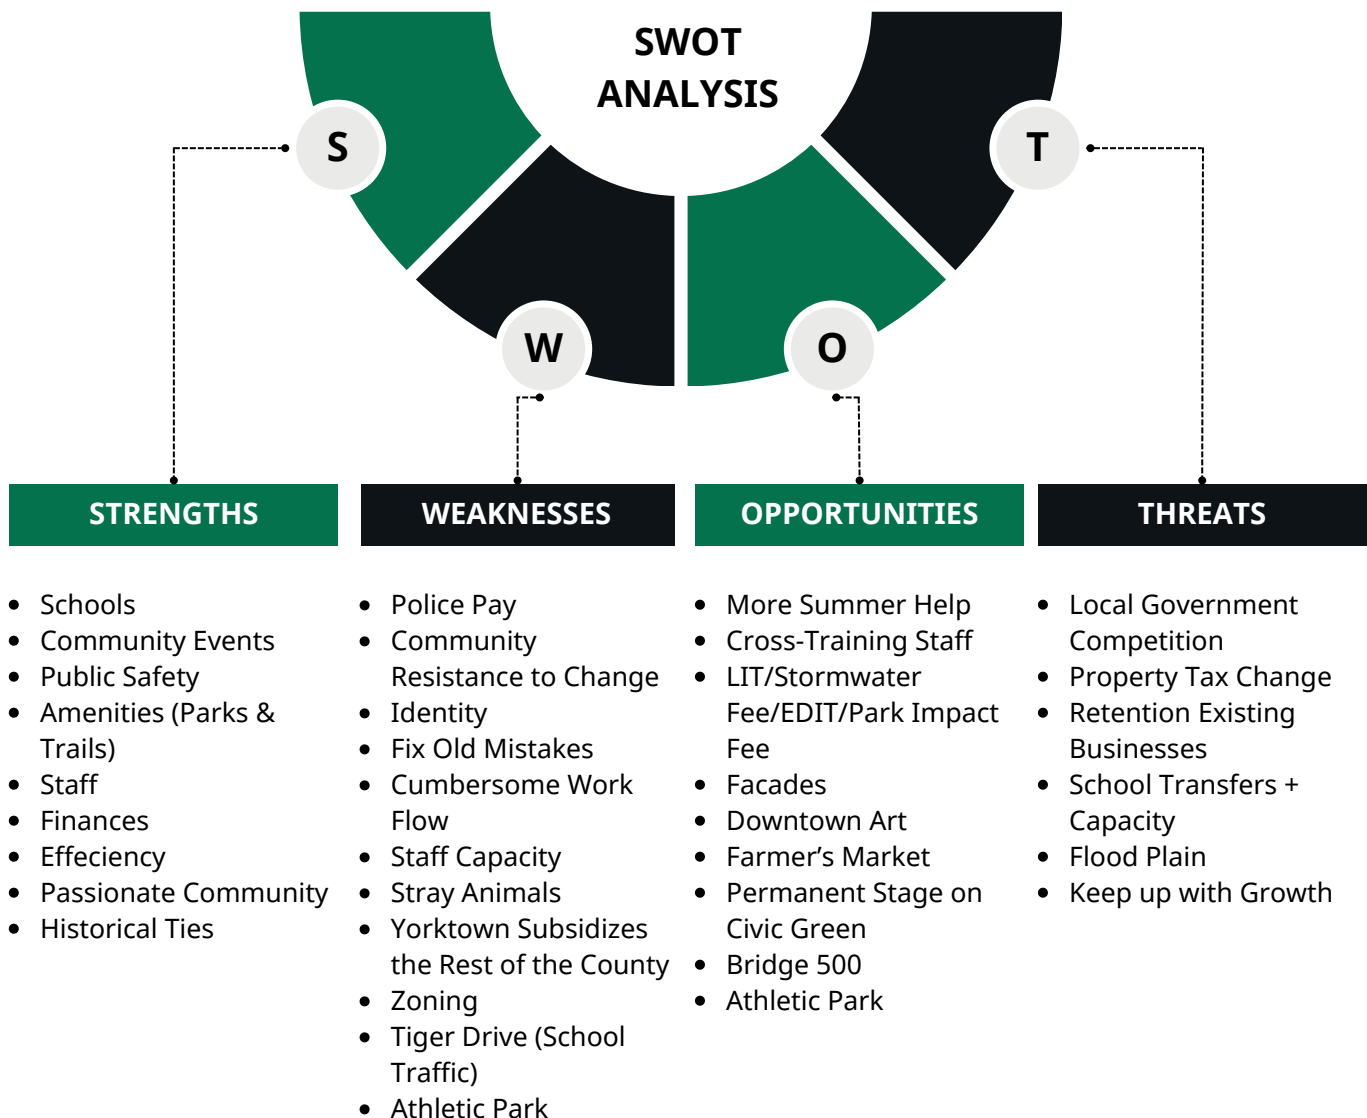 SWOT
ANALYSIS
S
T
W
O
STRENGTHS
• Schools
• Community Events
• Public Safety
• Amenities (Parks &
Trails)
• Staff
• Finances
• Effeciency
• Passionate Community
• Historical Ties
WEAKNESSES
• Police Pay
• Community
Resistance to Change
• Identity
• Fix Old Mistakes
• Cumbersome Work
Flow
• Staff Capacity
• Stray Animals
• Yorktown Subsidizes
the Rest of the County
• Zoning
• Tiger Drive (School
Traffic)
• Athletic Park
OPPORTUNITIES
• More Summer Help
• Cross-Training Staff
• LIT/Stormwater
Fee/EDIT/Park Impact
Fee
• Facades
• Downtown Art
• Farmer’s Market
• Permanent Stage on
Civic Green
• Bridge 500
• Athletic Park
THREATS
• Local Government
Competition
• Property Tax Change
• Retention Existing
Businesses
• School Transfers +
Capacity
• Flood Plain
• Keep up with Growth